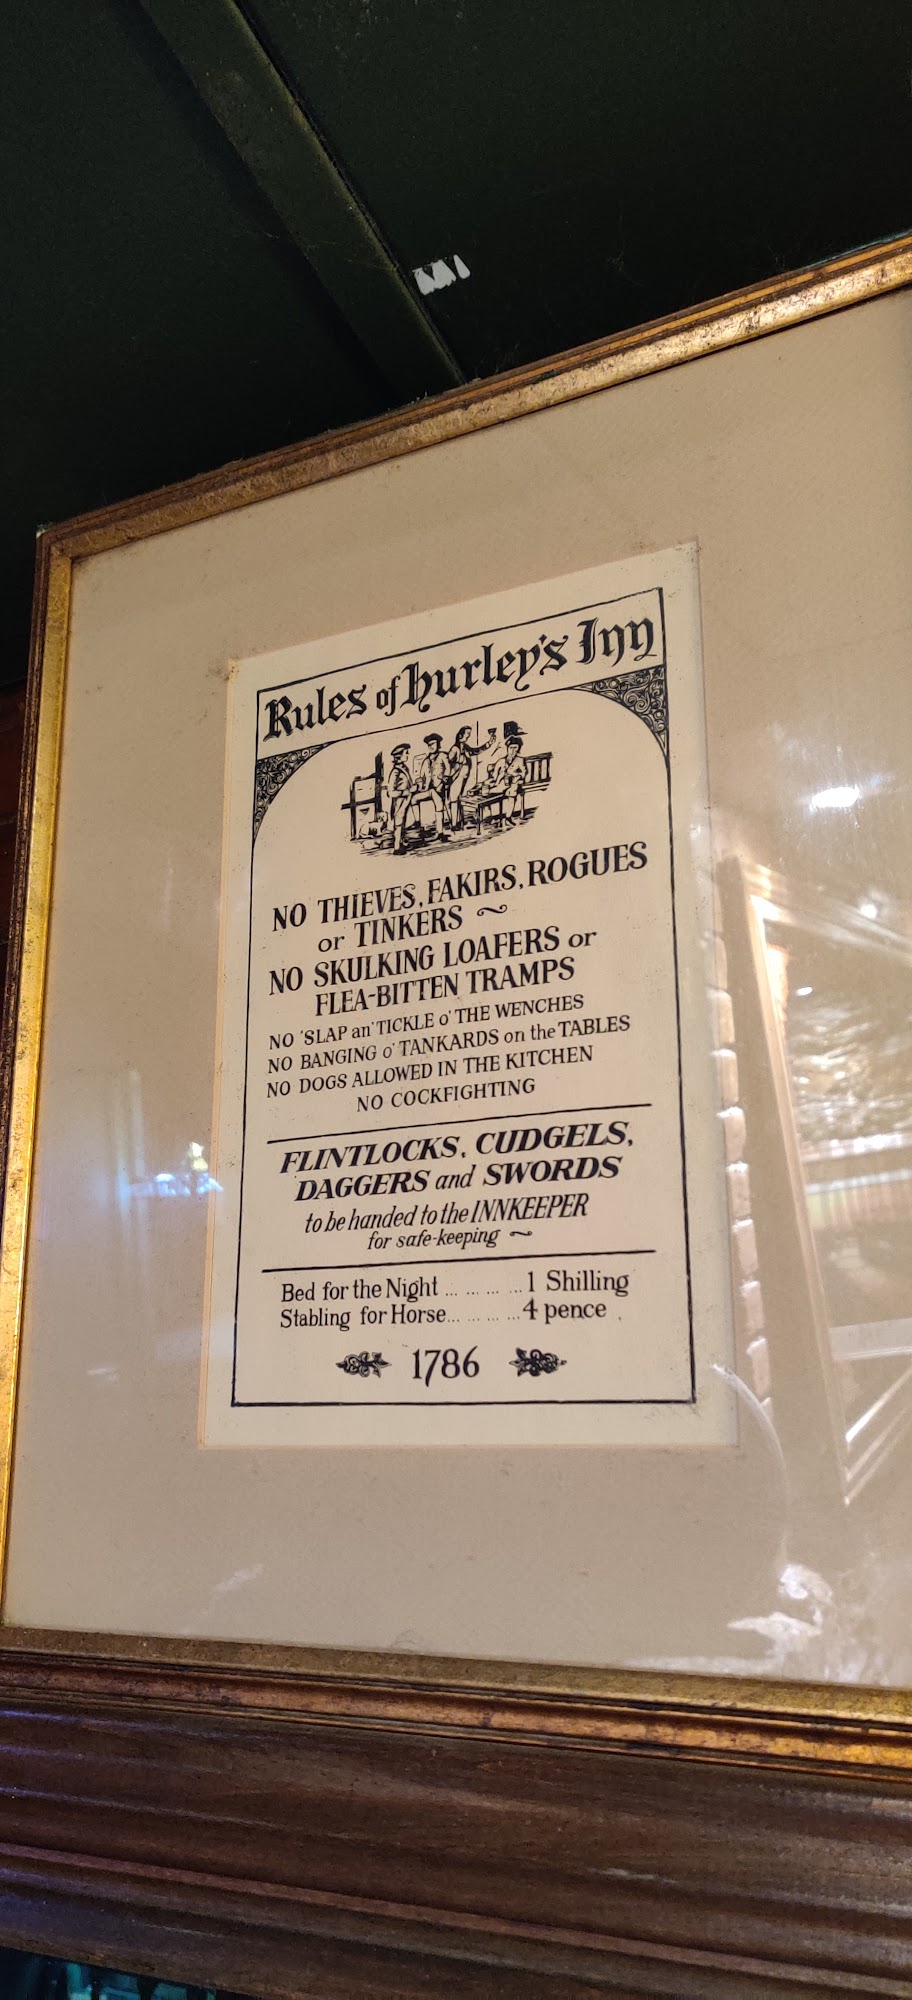 Rules of Hurley's Inn
NO THIEVES, FAKIRS, ROGUES
or TINKERS ~
NO SKULKING LOAFERS or
FLEA-BITTEN TRAMPS
NO 'SLAP an' TICKLE o' THE WENCHES
NO BANGING o' TANKARDS on the TABLES
NO DOGS ALLOWED IN THE KITCHEN
NO COCKFIGHTING
FLINTLOCKS, CUDGELS,
DAGGERS and SWORDS
to be handed to the INNKEEPER
for safe-keeping ~
Bed for the Night ... ... ... ...1 Shilling
Stabling for Horse... ... ... ...4 pence
1786